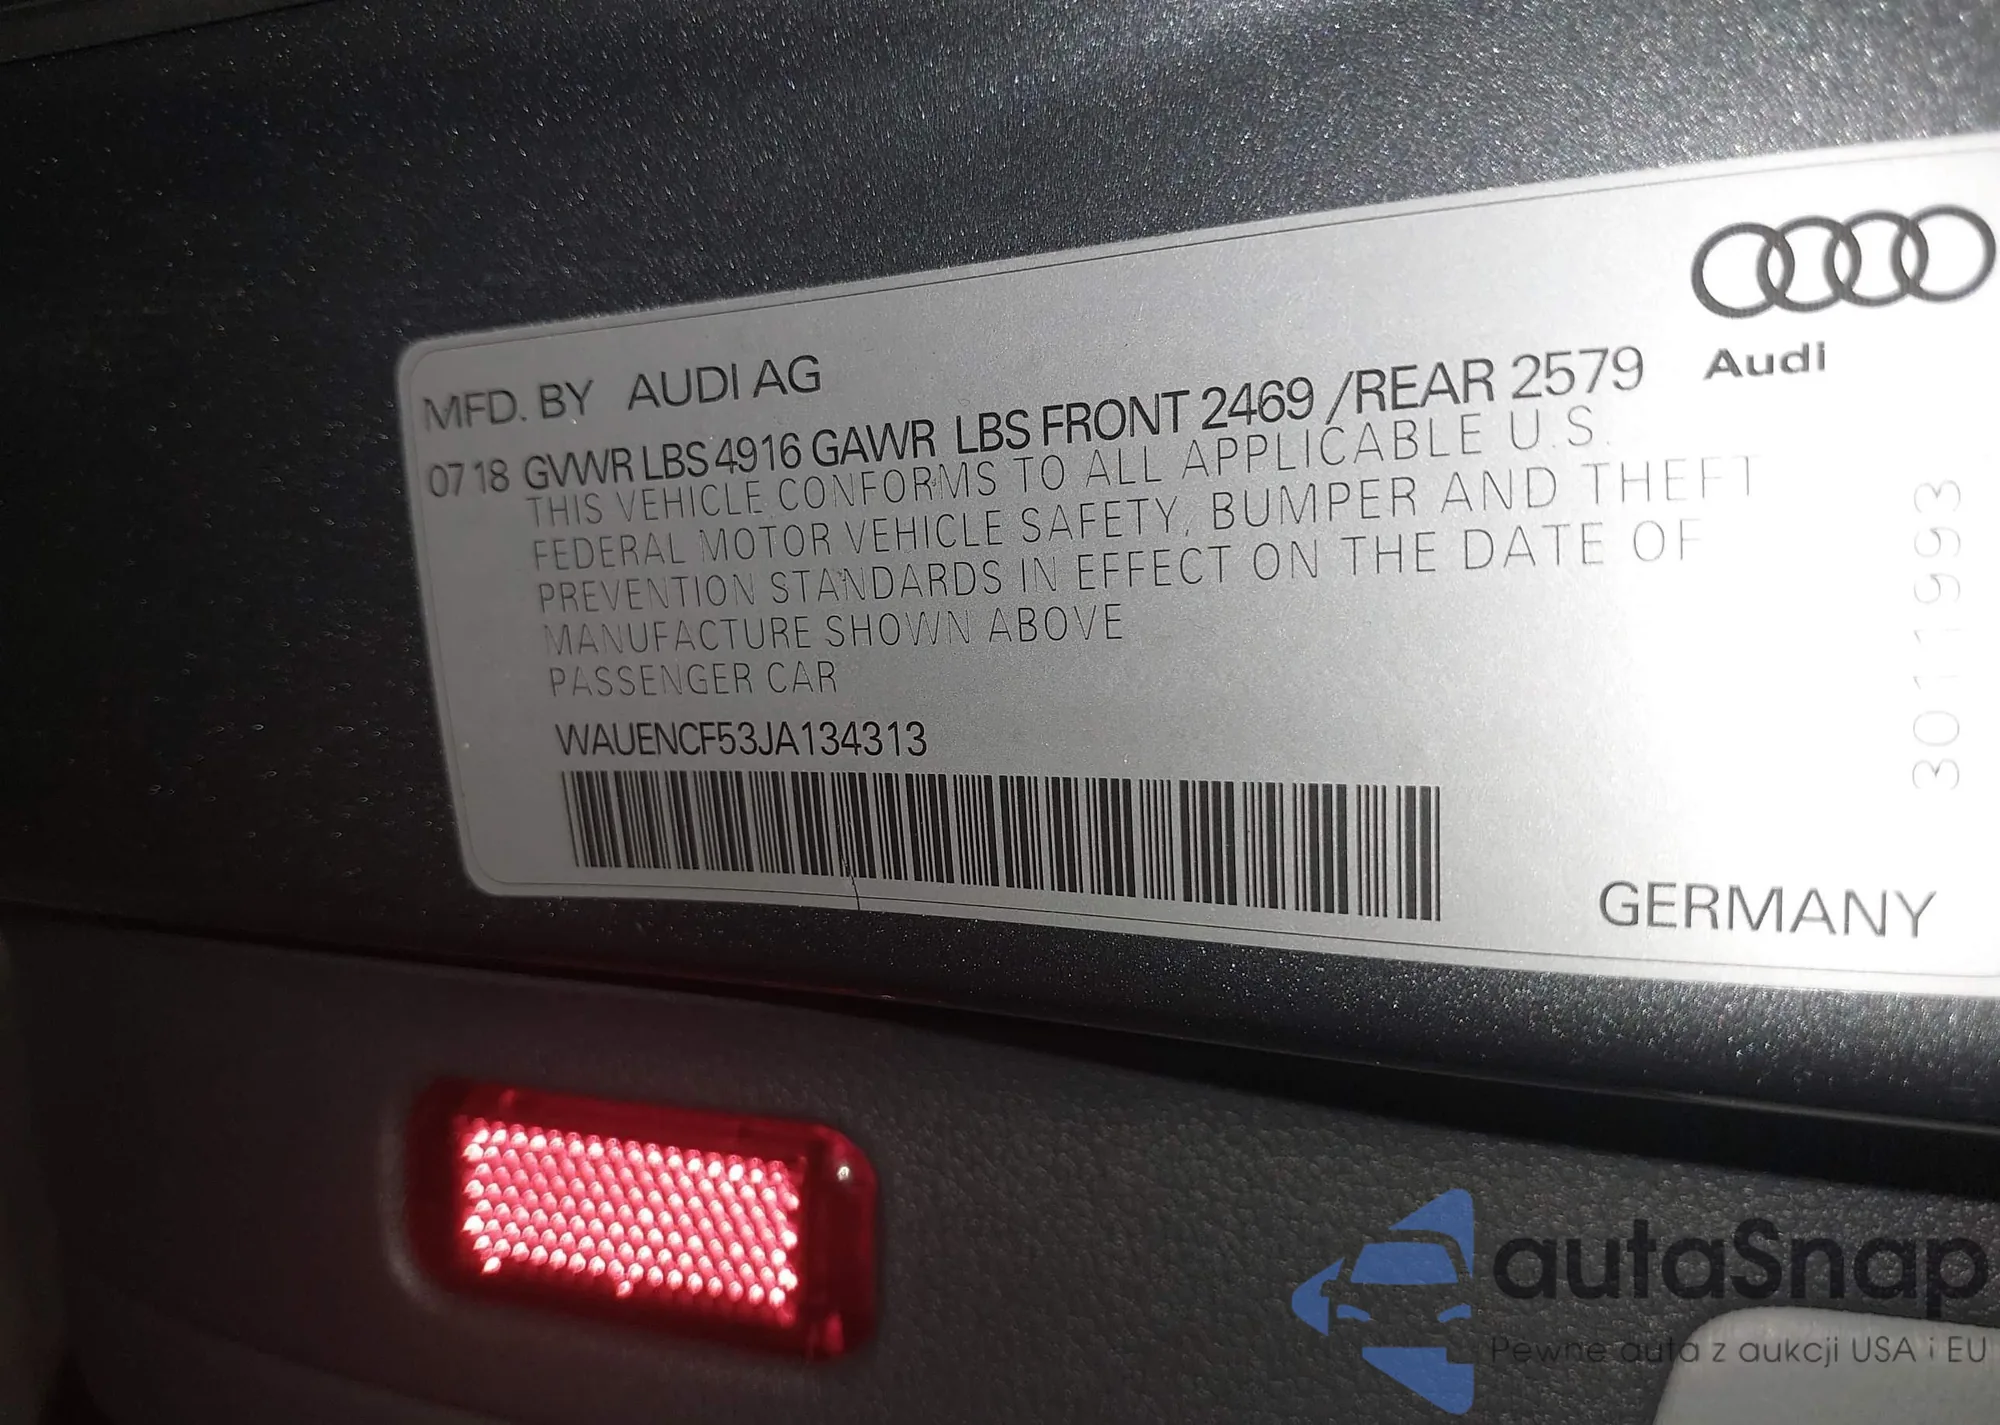 Audi
MFD. BY AUDI AG
07 18 GVWR LBS 4916 GAWR LBS FRONT 2469 /REAR 2579
THIS VEHICLE CONFORMS TO ALL APPLICABLE U.S.
FEDERAL MOTOR VEHICLE SAFETY, BUMPER AND THEFT
PREVENTION STANDARDS IN EFFECT ON THE DATE OF
MANUFACTURE SHOWN ABOVE
PASSENGER CAR
WAUENCF53JA134313
3011993
GERMANY
autaSnap
Pewne auta z aukcji USA i EU